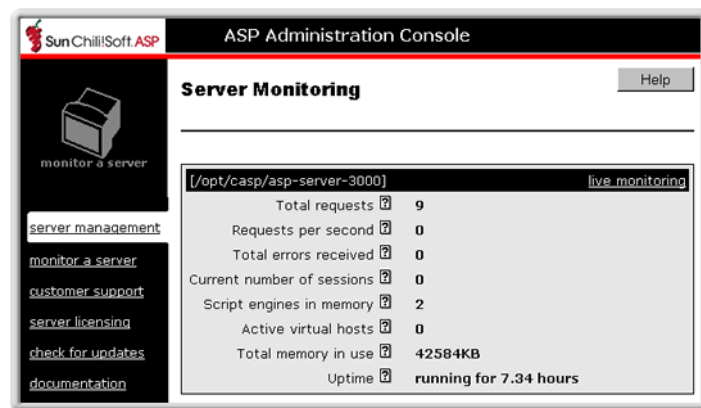 Sun Chili!Soft ASP
ASP Administration Console
Server Monitoring
Help
monitor a server
server management
monitor a server
customer support
server licensing
check for updates
documentation
[/opt/casp/asp-server-3000] live monitoring
Total requests ? 9
Requests per second ? 0
Total errors received ? 0
Current number of sessions ? 0
Script engines in memory ? 2
Active virtual hosts ? 0
Total memory in use ? 42584KB
Uptime ? running for 7.34 hours